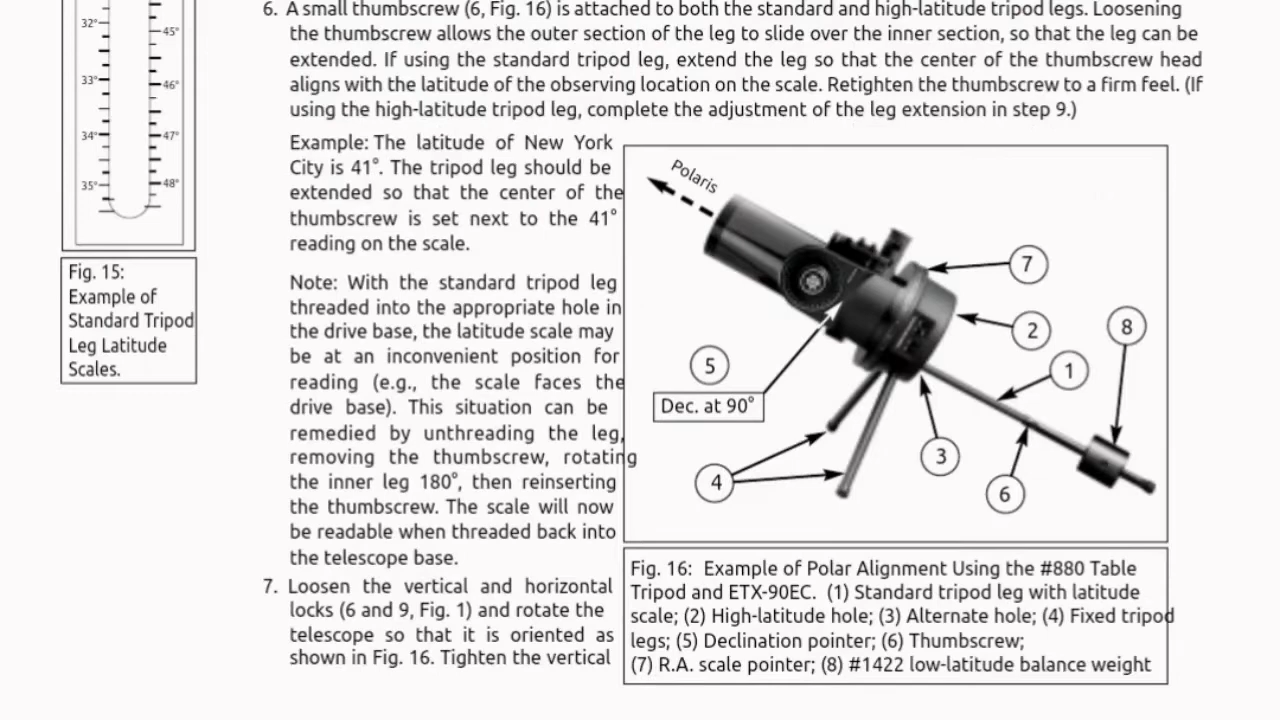 32°
45°
33°
46°
34°
47°
35°
48°
Fig. 15:
Example of
Standard Tripod
Leg Latitude
Scales.
6. A small thumbscrew (6, Fig. 16) is attached to both the standard and high-latitude tripod legs. Loosening
the thumbscrew allows the outer section of the leg to slide over the inner section, so that the leg can be
extended. If using the standard tripod leg, extend the leg so that the center of the thumbscrew head
aligns with the latitude of the observing location on the scale. Retighten the thumbscrew to a firm feel. (If
using the high-latitude tripod leg, complete the adjustment of the leg extension in step 9.)
Example: The latitude of New York
City is 41°. The tripod leg should be
extended so that the center of the
thumbscrew is set next to the 41°
reading on the scale.
Note: With the standard tripod leg
threaded into the appropriate hole in
the drive base, the latitude scale may
be at an inconvenient position for
reading (e.g., the scale faces the
drive base). This situation can be
remedied by unthreading the leg,
removing the thumbscrew, rotating
the inner leg 180°, then reinserting
the thumbscrew. The scale will now
be readable when threaded back into
the telescope base.
7. Loosen the vertical and horizontal
locks (6 and 9, Fig. 1) and rotate the
telescope so that it is oriented as
shown in Fig. 16. Tighten the vertical
Polaris
7
2
8
1
5
Dec. at 90°
3
4
6
Fig. 16: Example of Polar Alignment Using the #880 Table
Tripod and ETX-90EC. (1) Standard tripod leg with latitude
scale; (2) High-latitude hole; (3) Alternate hole; (4) Fixed tripod
legs; (5) Declination pointer; (6) Thumbscrew;
(7) R.A. scale pointer; (8) #1422 low-latitude balance weight